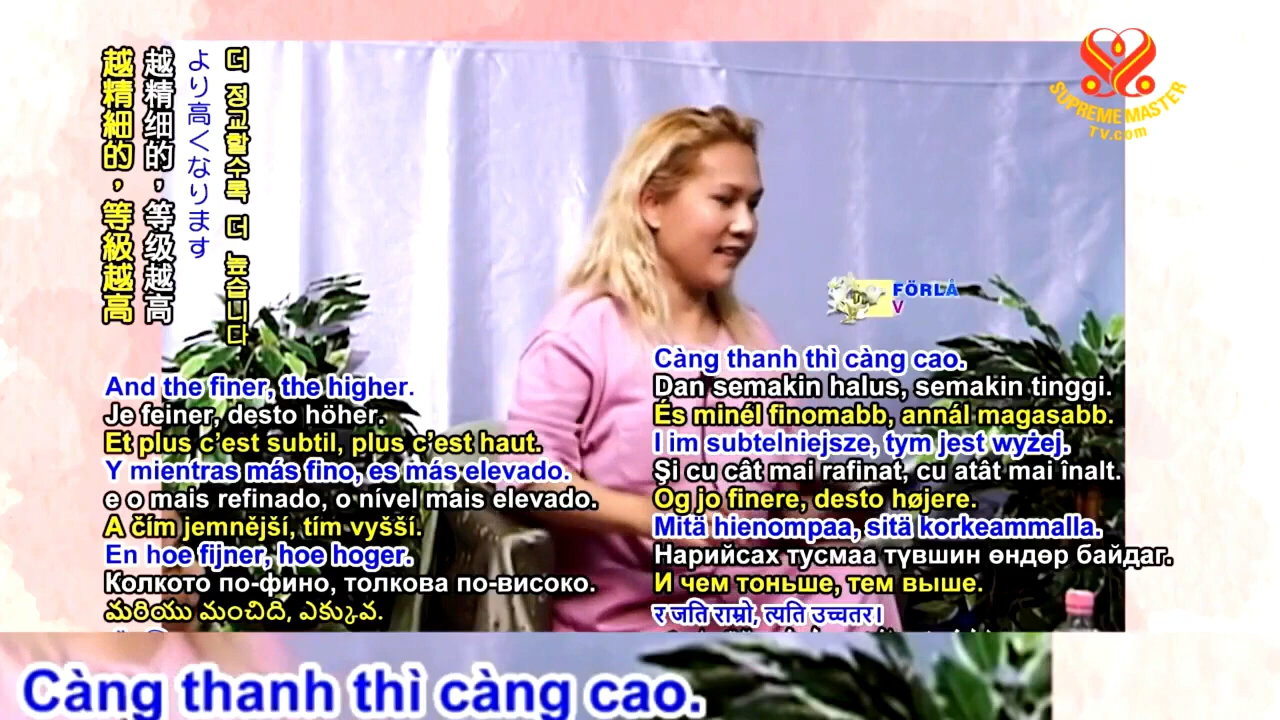 越精細的，等級越高
越精细的，等级越高
より高くなります
더 정교할수록 더 높습니다
SUPREME MASTER
TV.com
FÖRLÅ
V
And the finer, the higher.
Je feiner, desto höher.
Et plus c’est subtil, plus c’est haut.
Y mientras más fino, es más elevado.
e o mais refinado, o nível mais elevado.
A čím jemnější, tím vyšší.
En hoe fijner, hoe hoger.
Колкото по-фино, толкова по-високо.
మరియు మంచిది, ఎక్కువ.
Càng thanh thì càng cao.
Dan semakin halus, semakin tinggi.
És minél finomabb, annál magasabb.
I im subtelniejsze, tym jest wyżej.
Şi cu cât mai rafinat, cu atât mai înalt.
Og jo finere, desto højere.
Mitä hienompaa, sitä korkeammalla.
Нарийсах тусмаа түвшин өндөр байдаг.
И чем тоньше, тем выше.
र जति राम्रो, त्यति उच्चतर।
Càng thanh thì càng cao.